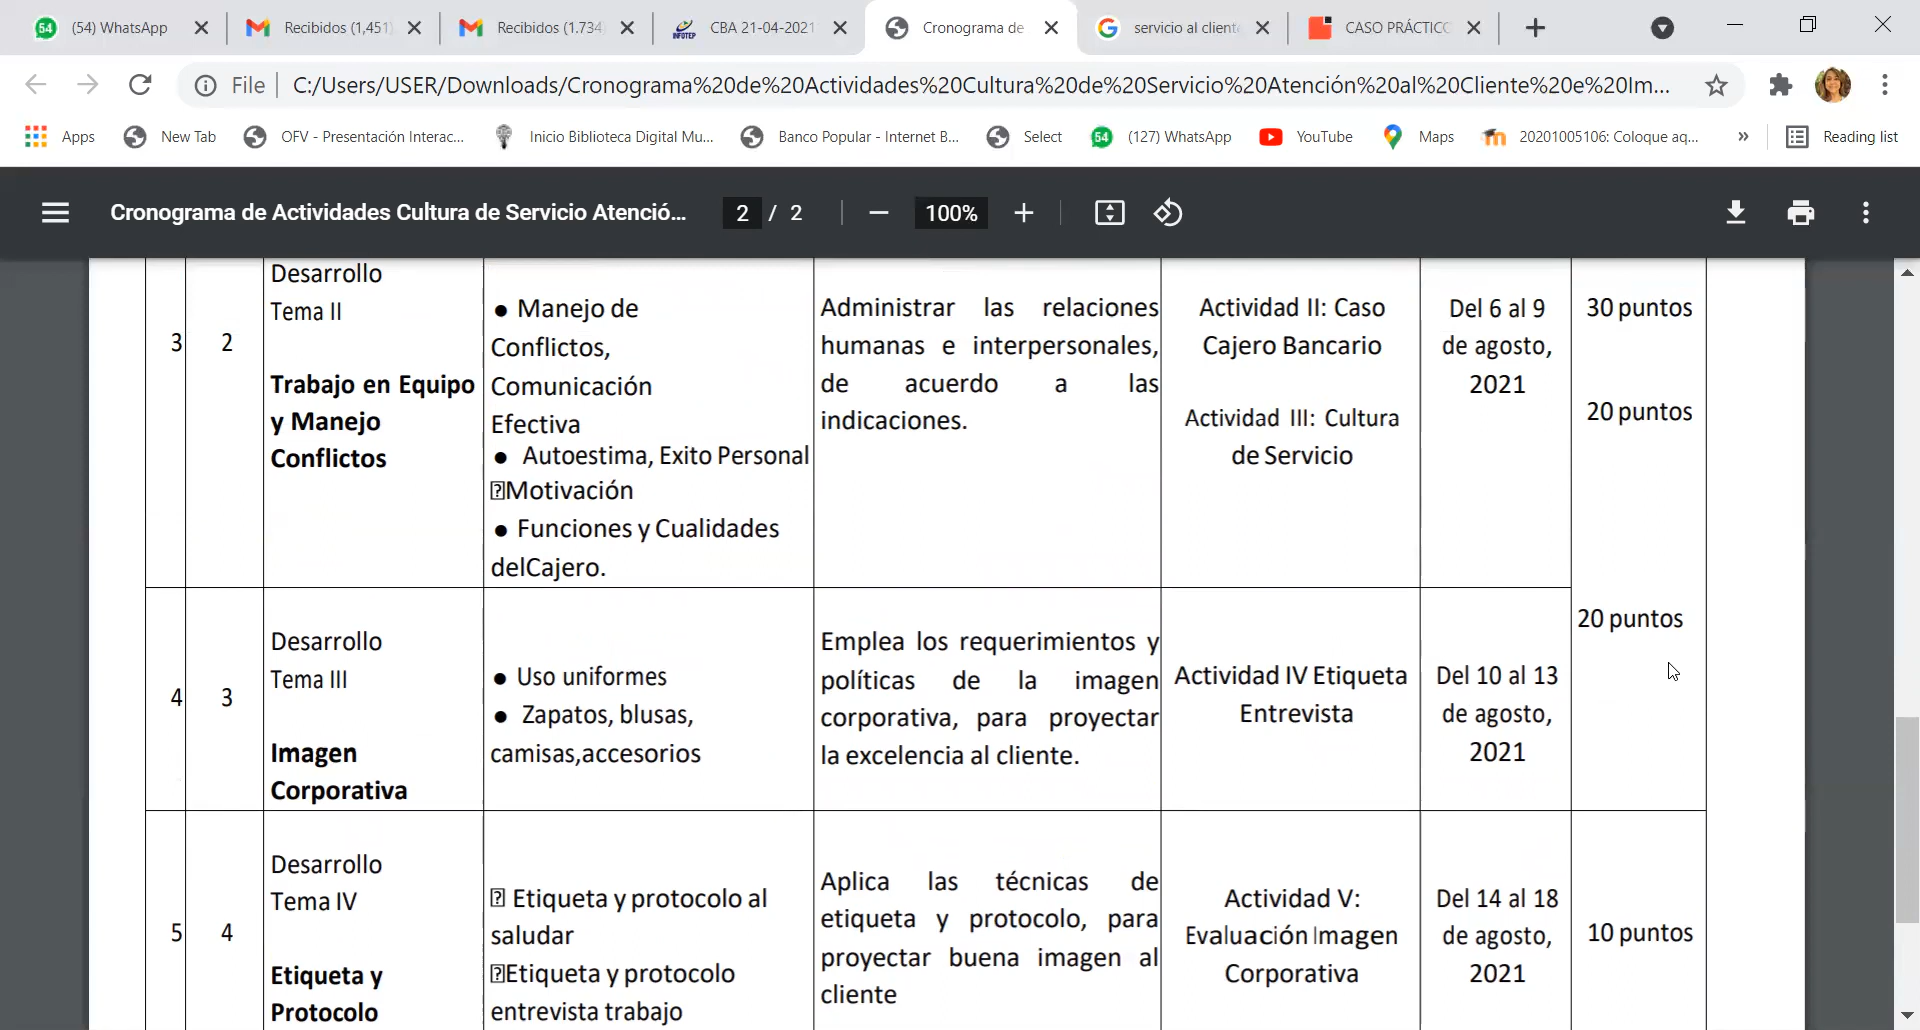 (54) WhatsApp
Recibidos (1,451)
Recibidos (1.734)
CBA 21-04-2021
Cronograma de
servicio al cliente
CASO PRÁCTICO
File
C:/Users/USER/Downloads/Cronograma%20de%20Actividades%20Cultura%20de%20Servicio%20Atención%20al%20Cliente%20e%20Im...
Apps
New Tab
OFV - Presentación Interac...
Inicio Biblioteca Digital Mu...
Banco Popular - Internet B...
Select
(127) WhatsApp
YouTube
Maps
20201005106: Coloque aq...
»
Reading list
Cronograma de Actividades Cultura de Servicio Atenció...
2 / 2
100%
3
2
Desarrollo
Tema II
Trabajo en Equipo
y Manejo
Conflictos
● Manejo de
Conflictos,
Comunicación
Efectiva
● Autoestima, Exito Personal
Motivación
● Funciones y Cualidades
delCajero.
Administrar las relaciones
humanas e interpersonales,
de acuerdo a las
indicaciones.
Actividad II: Caso
Cajero Bancario
Actividad III: Cultura
de Servicio
Del 6 al 9
de agosto,
2021
30 puntos
20 puntos
4
3
Desarrollo
Tema III
Imagen
Corporativa
● Uso uniformes
● Zapatos, blusas,
camisas,accesorios
Emplea los requerimientos y
políticas de la imagen
corporativa, para proyectar
la excelencia al cliente.
Actividad IV Etiqueta
Entrevista
Del 10 al 13
de agosto,
2021
20 puntos
5
4
Desarrollo
Tema IV
Etiqueta y
Protocolo
Etiqueta y protocolo al
saludar
Etiqueta y protocolo
entrevista trabajo
Aplica las técnicas de
etiqueta y protocolo, para
proyectar buena imagen al
cliente
Actividad V:
Evaluación Imagen
Corporativa
Del 14 al 18
de agosto,
2021
10 puntos